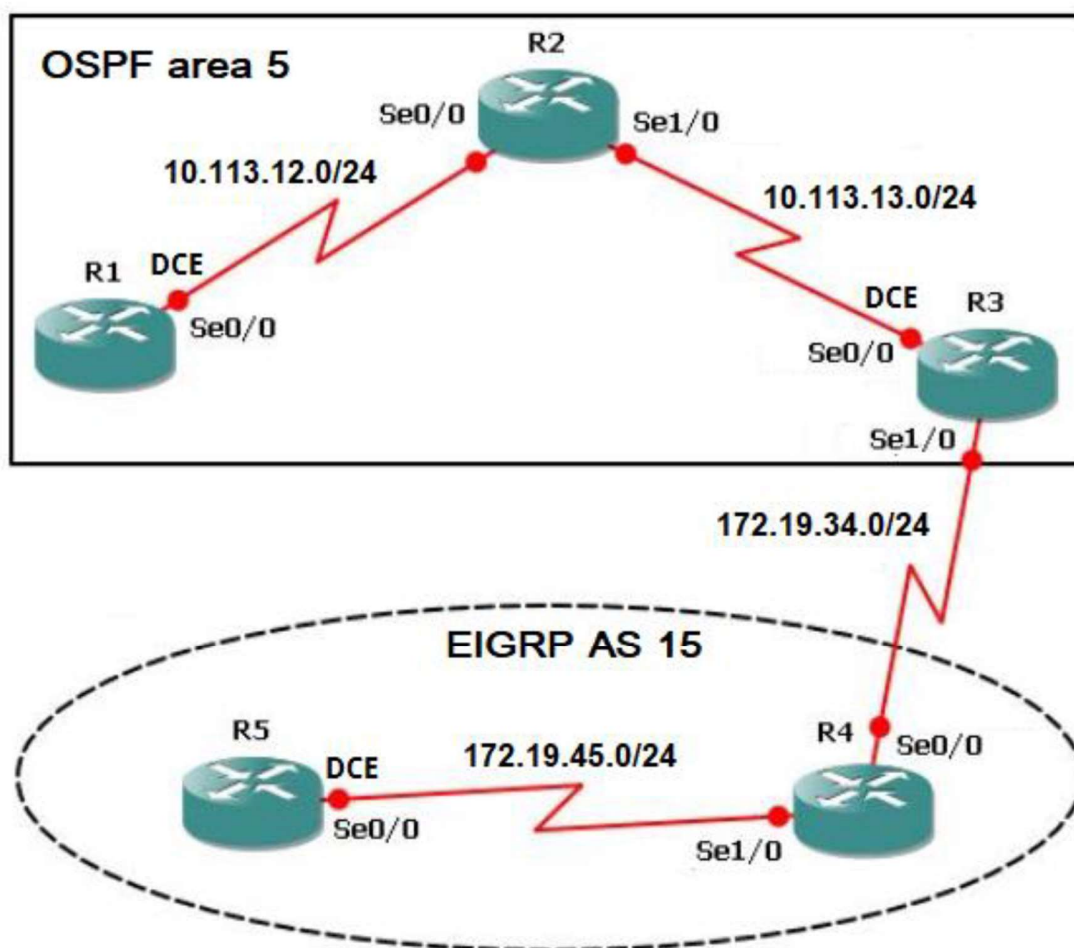 R2
OSPF area 5
Se0/0
Se1/0
10.113.12.0/24
10.113.13.0/24
R1
DCE
Se0/0
DCE
R3
Se0/0
Se1/0
172.19.34.0/24
EIGRP AS 15
R5
DCE
172.19.45.0/24
R4
Se0/0
Se0/0
Se1/0